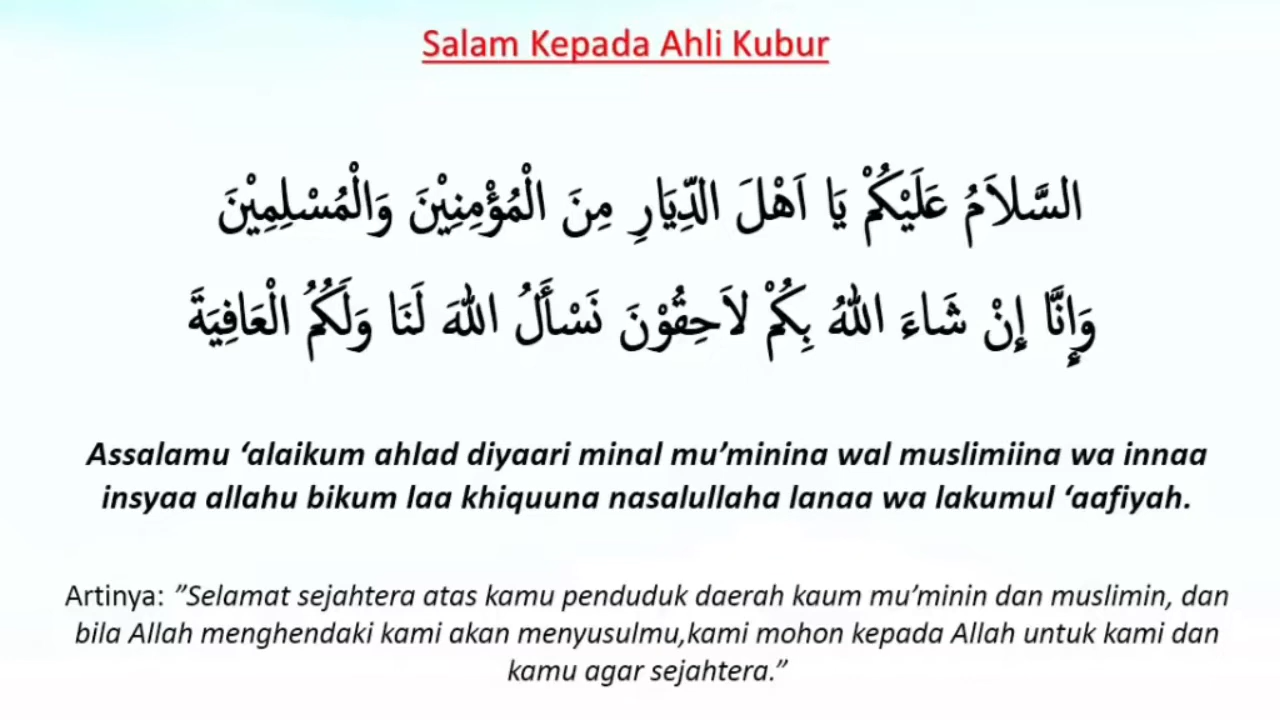 Salam Kepada Ahli Kubur
السَّلاَمُ عَلَيْكُمْ يَا اَهْلَ الدِّيَارِ مِنَ الْمُؤْمِنِيْنَ وَالْمُسْلِمِيْنَ
وَإِنَّا إِنْ شَاءَ اللهُ بِكُمْ لاَحِقُوْنَ نَسْأَلُ اللهَ لَنَا وَلَكُمُ الْعَافِيَةَ
Assalamu ‘alaikum ahlad diyaari minal mu’minina wal muslimiina wa innaa
insyaa allahu bikum laa khiquuna nasalullaha lanaa wa lakumul ‘aafiyah.
Artinya: ”Selamat sejahtera atas kamu penduduk daerah kaum mu’minin dan muslimin, dan
bila Allah menghendaki kami akan menyusulmu,kami mohon kepada Allah untuk kami dan
kamu agar sejahtera.”